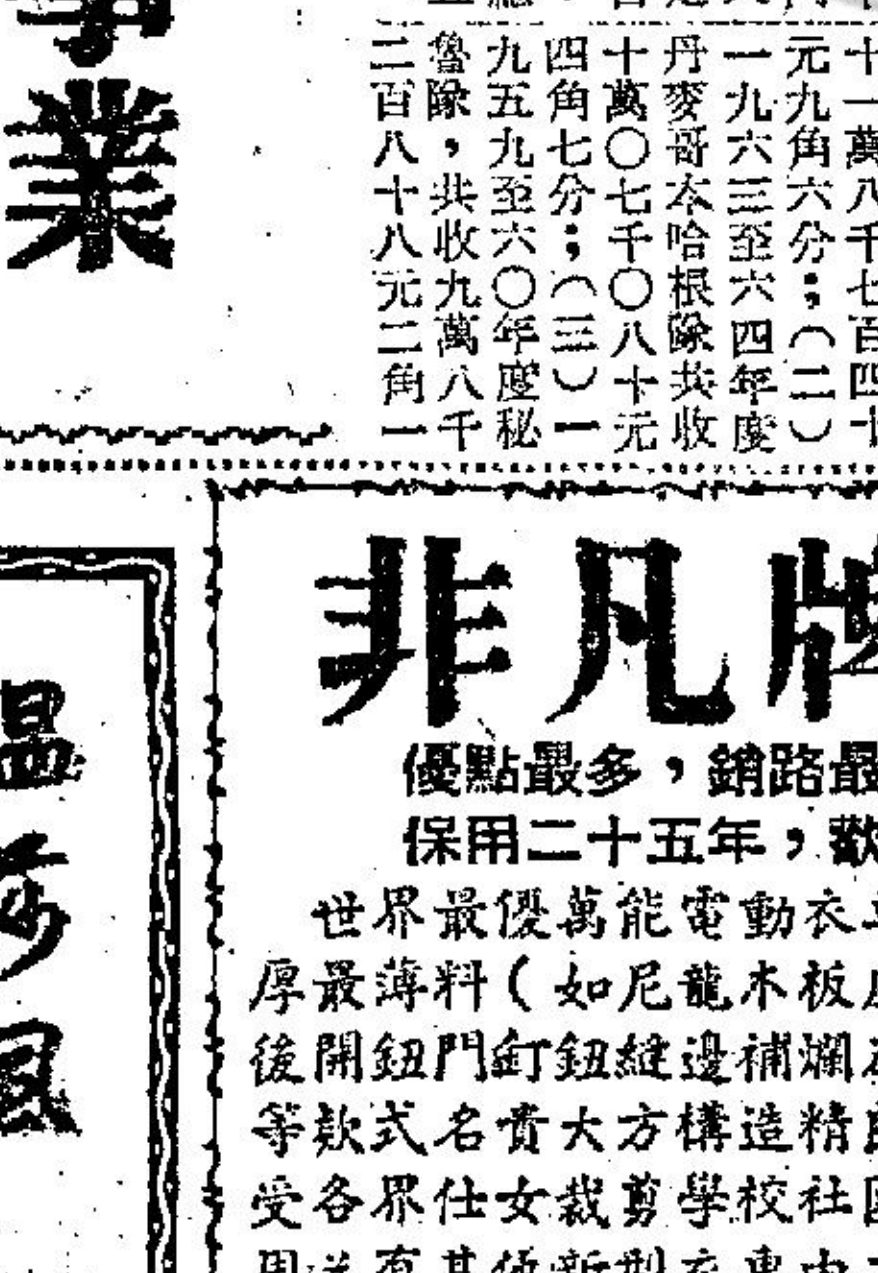 業
十一萬八千七百四十
元九角六分；（二）
一九六三至六四年度
丹麥哥本哈根隊共收
十萬〇七千〇八十元
四角七分；（三）一
九五九至六〇年度秘
魯隊，共收九萬八千
二百八十八元二角一
非凡牌
優點最多，銷路最
保用二十五年，歡
世界最優萬能電動衣
厚最薄料（如尼龍木板
後開鈕門釘鈕縫邊補爛
等款式名貴大方構造精
受各界仕女裁剪學校社
溫莎風